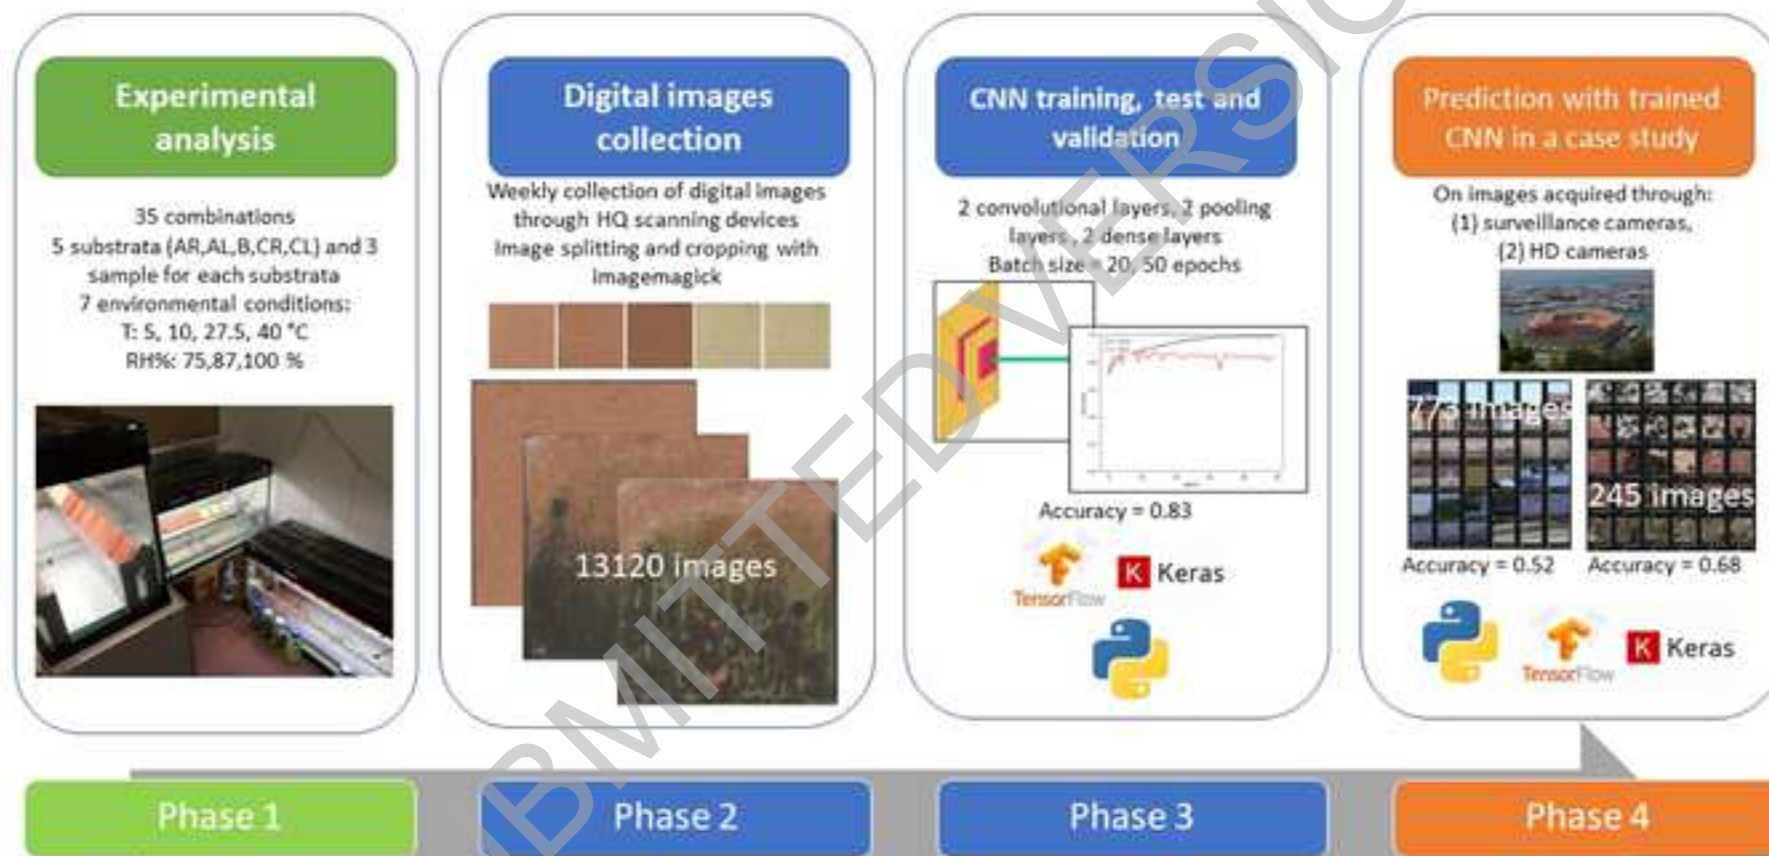 Experimental
analysis
35 combinations
5 substrata (AR,AL,B,CR,CL) and 3
sample for each substrata
7 environmental conditions:
T: 5, 10, 27.5, 40 °C
RH%: 75,87,100 %
Digital images
collection
Weekly collection of digital images
through HQ scanning devices
Image splitting and cropping with
imagemagick
13120 images
CNN training, test and
validation
2 convolutional layers, 2 pooling
layers , 2 dense layers
Batch size = 20, 50 epochs
Accuracy = 0.83
TensorFlow
K Keras
Prediction with trained
CNN in a case study
On images acquired through:
(1) surveillance cameras,
(2) HD cameras
773 images
245 images
Accuracy = 0.52
Accuracy = 0.68
TensorFlow
K Keras
Phase 1
Phase 2
Phase 3
Phase 4
BMITTED VERSIO